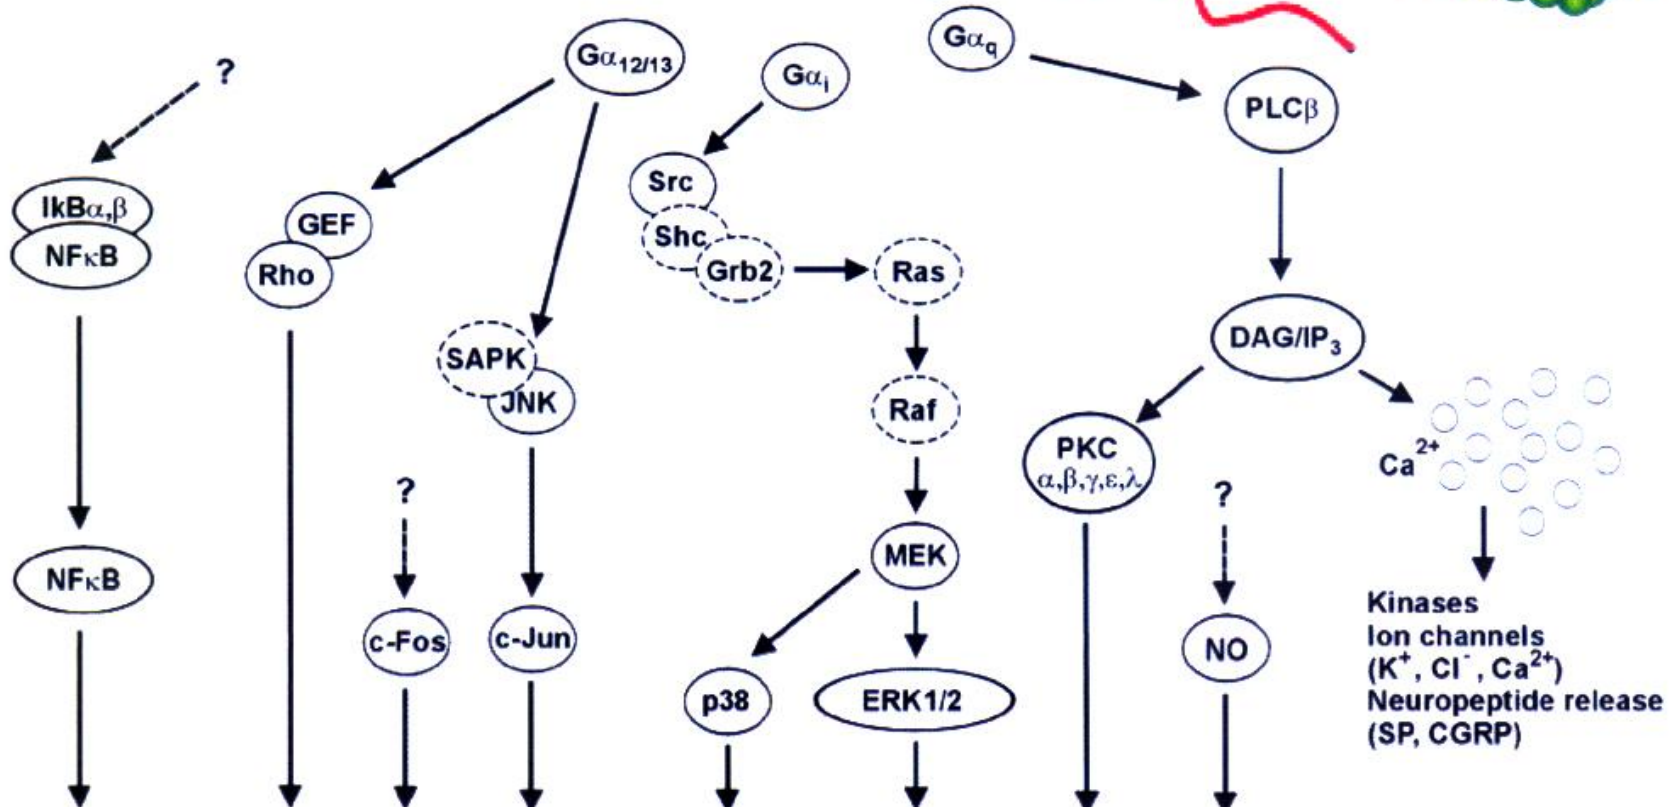 Gα12/13
Gαi
Gαq
PLCβ
?
IkBα,β
NFκB
GEF
Rho
Src
Shc
Grb2
Ras
SAPK
JNK
Raf
DAG/IP3
PKC
α,β,γ,ε,λ
Ca2+
?
?
MEK
NFκB
c-Fos
c-Jun
p38
ERK1/2
NO
Kinases
Ion channels
(K+, Cl-, Ca2+)
Neuropeptide release
(SP, CGRP)